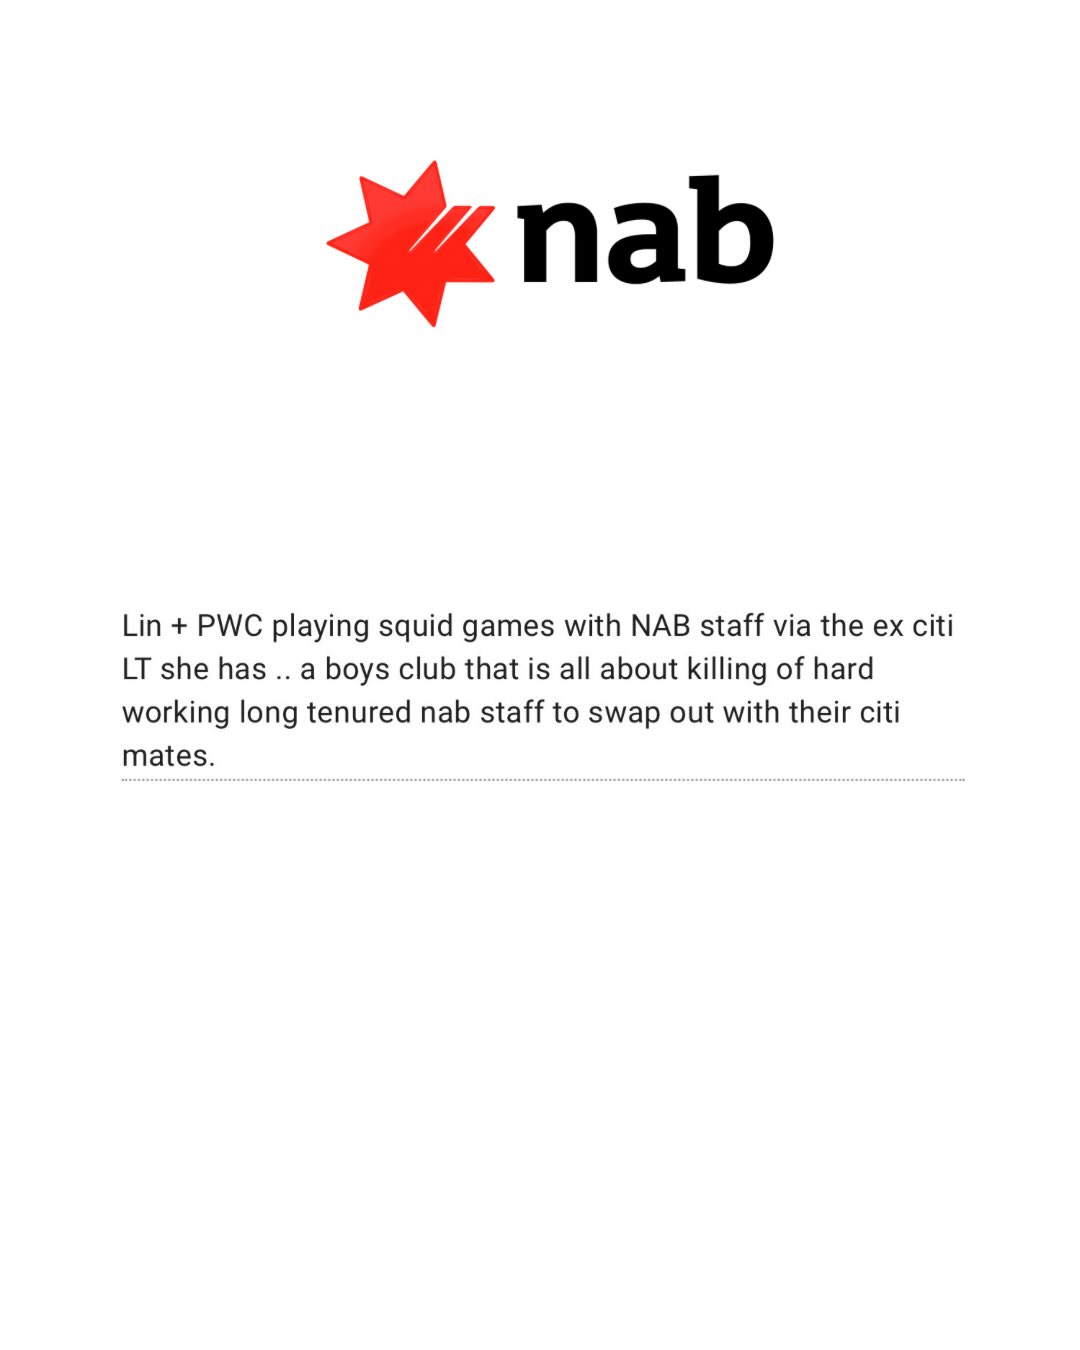 nab
Lin + PWC playing squid games with NAB staff via the ex citi
LT she has .. a boys club that is all about killing of hard
working long tenured nab staff to swap out with their citi
mates.